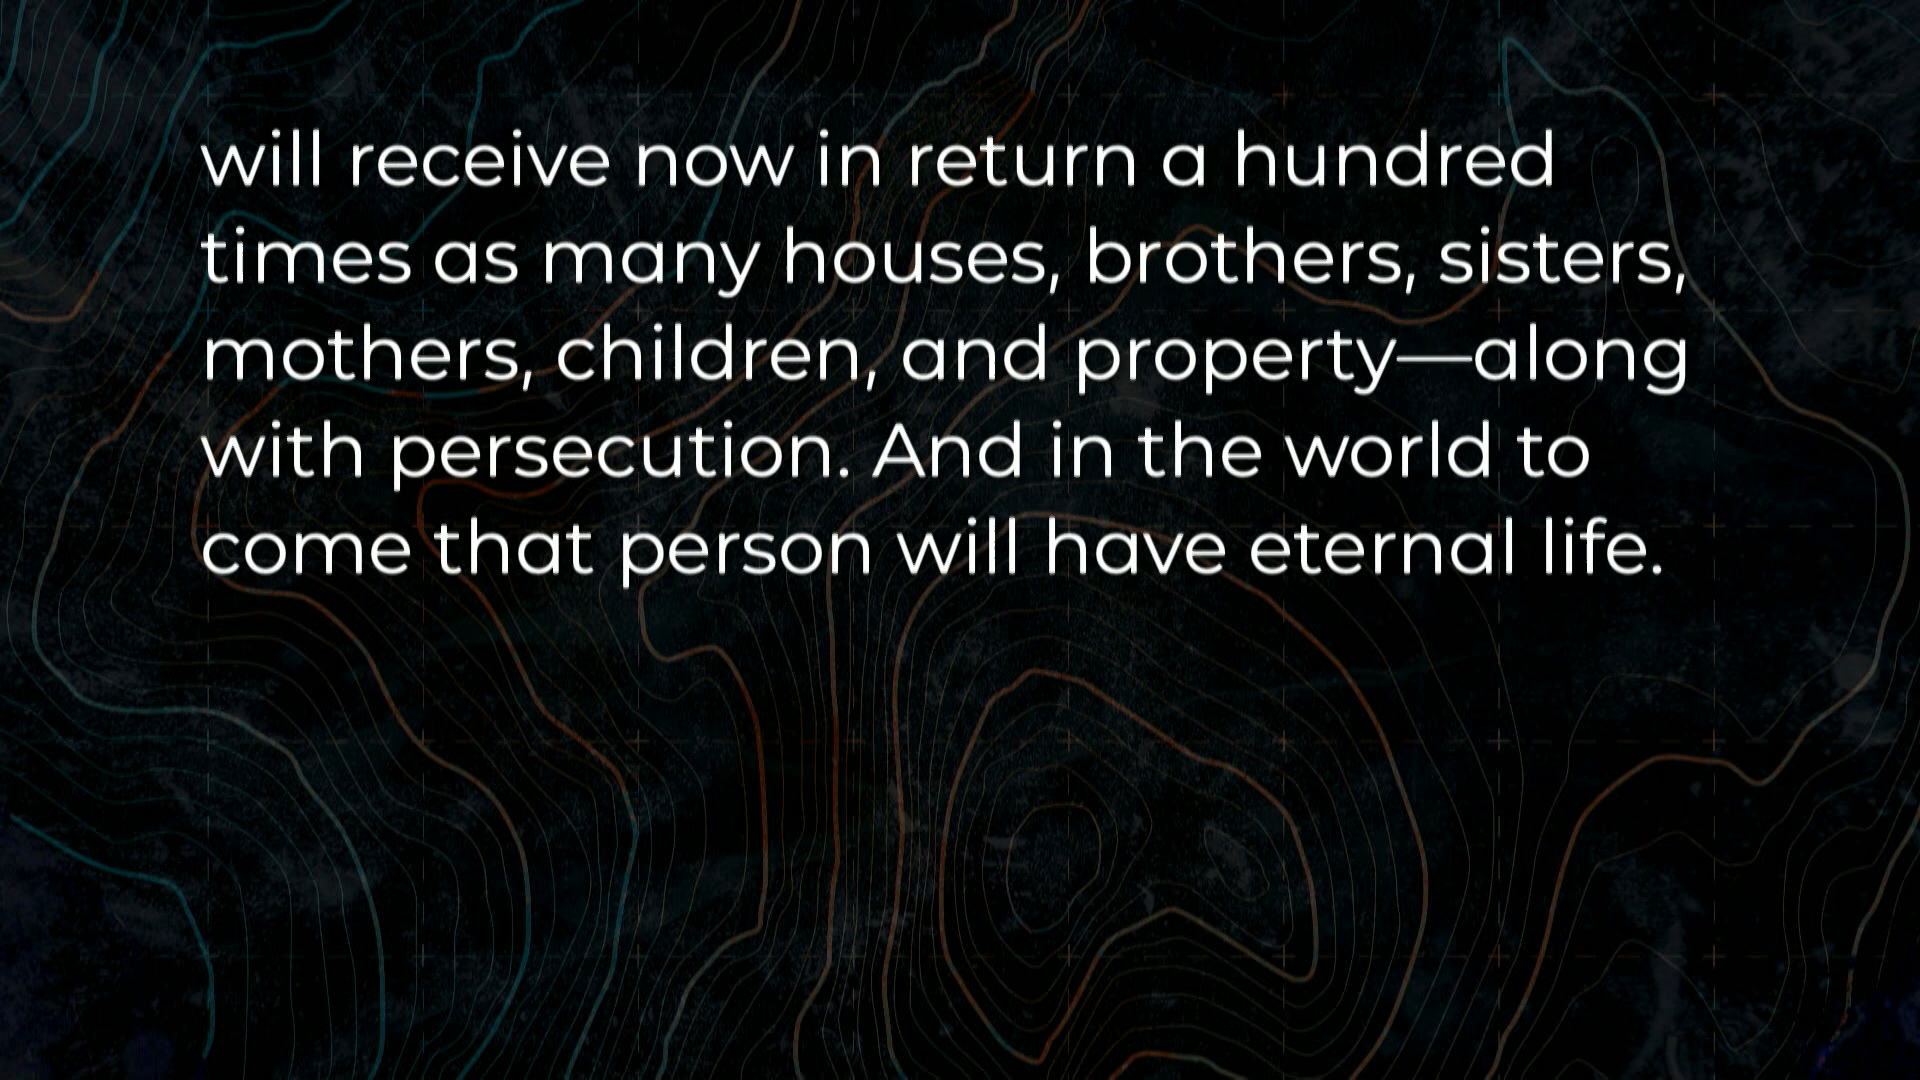 will receive now in return a hundred
times as many houses, brothers, sisters,
mothers, children, and property—along
with persecution. And in the world to
come that person will have eternal life.